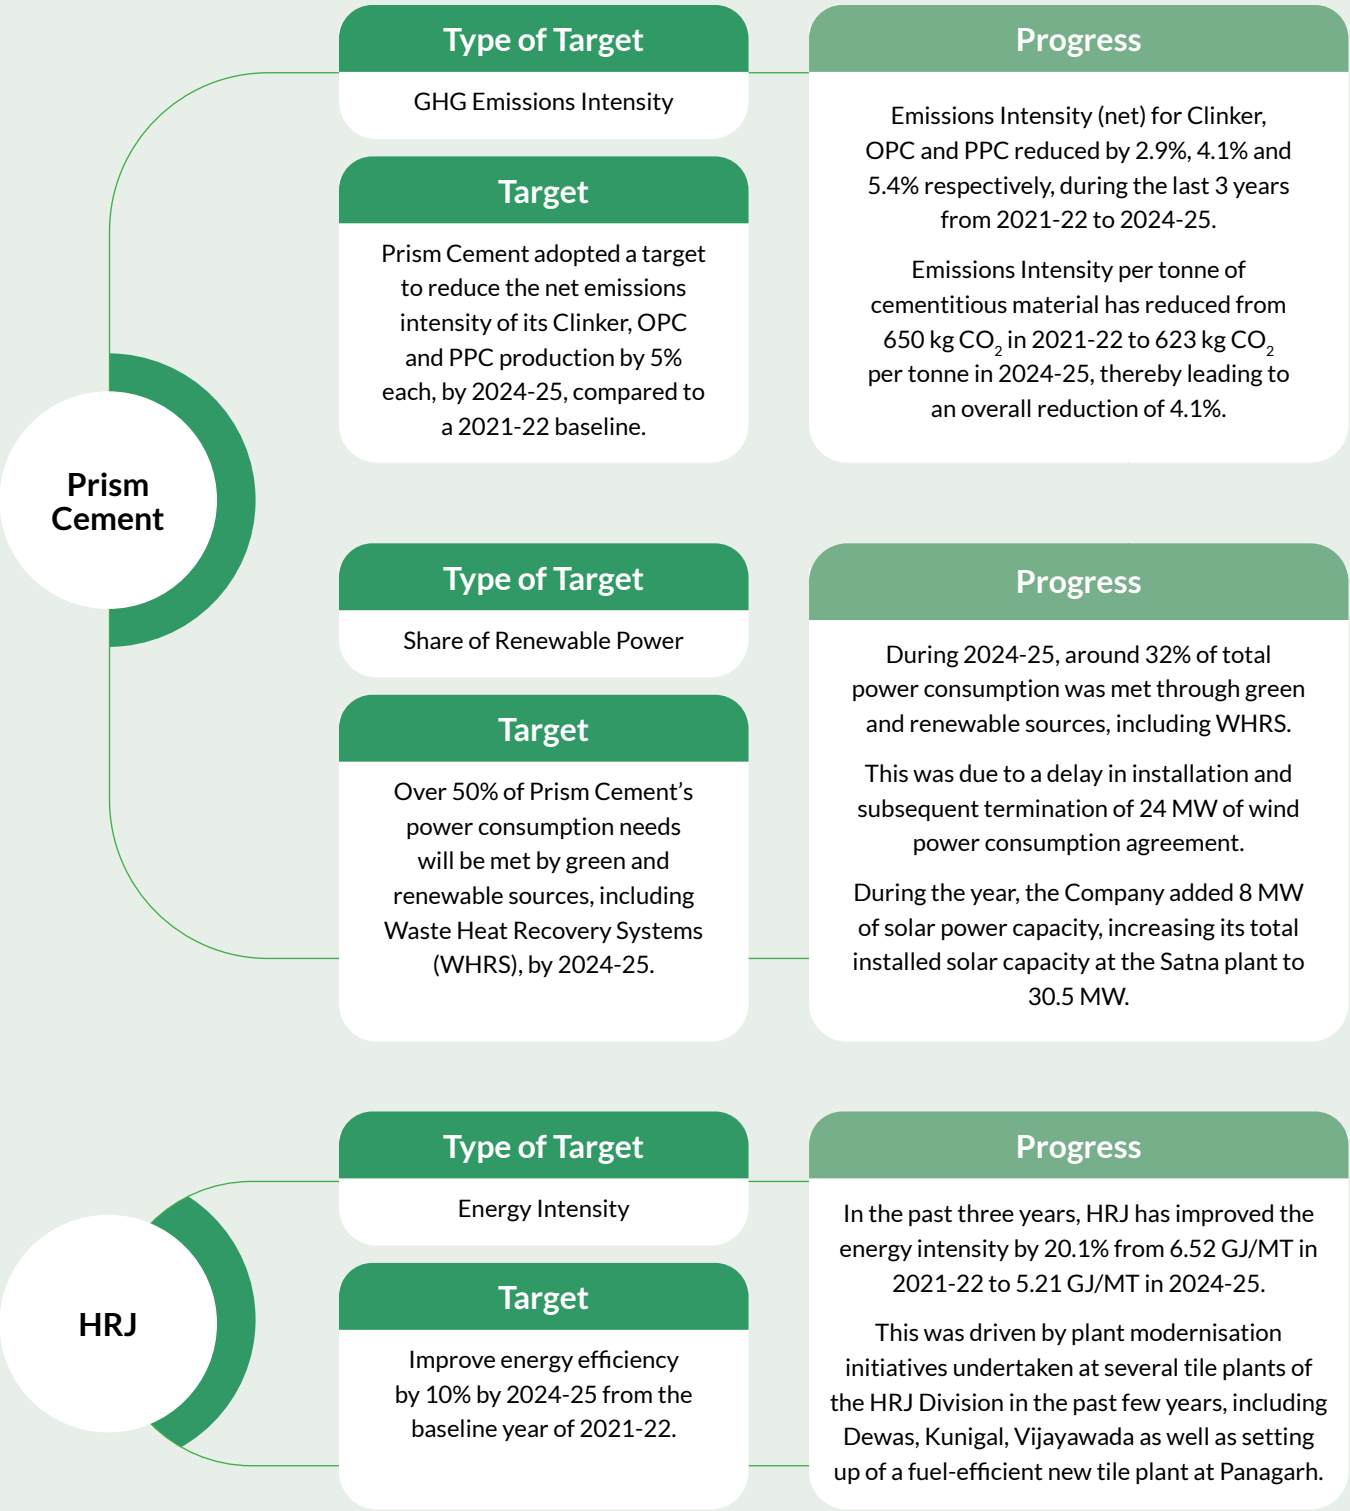 Prism
Cement
Type of Target
GHG Emissions Intensity
Target
Prism Cement adopted a target
to reduce the net emissions
intensity of its Clinker, OPC
and PPC production by 5%
each, by 2024-25, compared to
a 2021-22 baseline.
Progress
Emissions Intensity (net) for Clinker,
OPC and PPC reduced by 2.9%, 4.1% and
5.4% respectively, during the last 3 years
from 2021-22 to 2024-25.
Emissions Intensity per tonne of
cementitious material has reduced from
650 kg CO₂ in 2021-22 to 623 kg CO₂
per tonne in 2024-25, thereby leading to
an overall reduction of 4.1%.
Type of Target
Share of Renewable Power
Target
Over 50% of Prism Cement’s
power consumption needs
will be met by green and
renewable sources, including
Waste Heat Recovery Systems
(WHRS), by 2024-25.
Progress
During 2024-25, around 32% of total
power consumption was met through green
and renewable sources, including WHRS.
This was due to a delay in installation and
subsequent termination of 24 MW of wind
power consumption agreement.
During the year, the Company added 8 MW
of solar power capacity, increasing its total
installed solar capacity at the Satna plant to
30.5 MW.
HRJ
Type of Target
Energy Intensity
Target
Improve energy efficiency
by 10% by 2024-25 from the
baseline year of 2021-22.
Progress
In the past three years, HRJ has improved the
energy intensity by 20.1% from 6.52 GJ/MT in
2021-22 to 5.21 GJ/MT in 2024-25.
This was driven by plant modernisation
initiatives undertaken at several tile plants of
the HRJ Division in the past few years, including
Dewas, Kunigal, Vijayawada as well as setting
up of a fuel-efficient new tile plant at Panagarh.